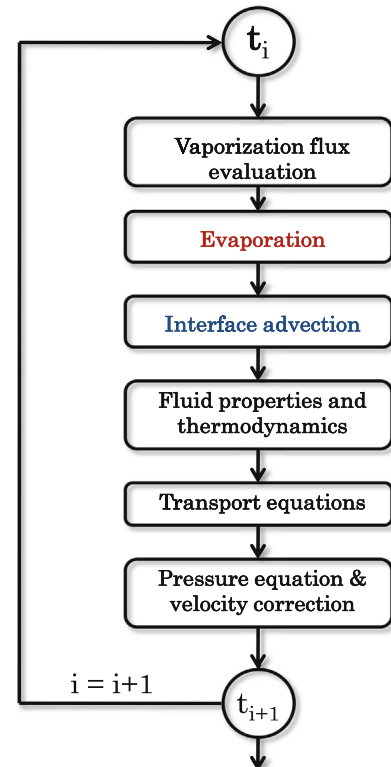 t_i
Vaporization flux
evaluation
Evaporation
Interface advection
Fluid properties and
thermodynamics
Transport equations
Pressure equation &
velocity correction
i = i+1
t_{i+1}